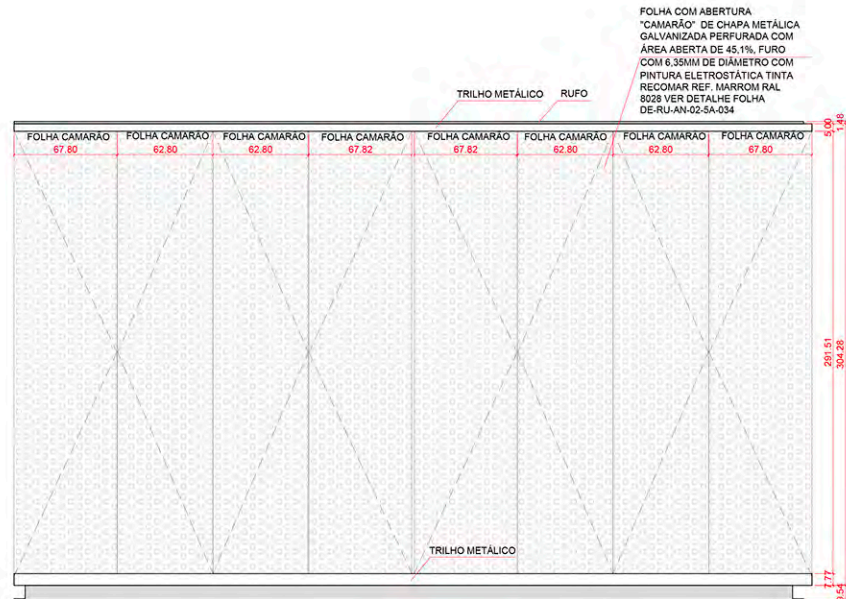 FOLHA COM ABERTURA
"CAMARÃO" DE CHAPA METÁLICA
GALVANIZADA PERFURADA COM
ÁREA ABERTA DE 45,1%, FURO
COM 6,35MM DE DIÂMETRO COM
PINTURA ELETROSTÁTICA TINTA
RECOMAR REF. MARROM RAL
8028 VER DETALHE FOLHA
DE-RU-AN-02-5A-034
TRILHO METÁLICO RUFO
5.00 1.48
FOLHA CAMARÃO FOLHA CAMARÃO FOLHA CAMARÃO FOLHA CAMARÃO FOLHA CAMARÃO FOLHA CAMARÃO FOLHA CAMARÃO FOLHA CAMARÃO
67.80 62.80 62.80 67.82 67.82 62.80 62.80 67.80
291.51 304.28
TRILHO METÁLICO
7.77
9.54